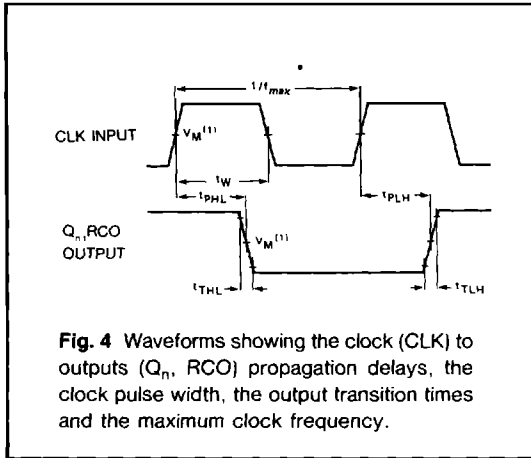 1/fmax
CLK INPUT
VM(1)
tW
tPHL
tPLH
Qn, RCO
OUTPUT
VM(1)
tTHL
tTLH
Fig. 4 Waveforms showing the clock (CLK) to
outputs (Qn, RCO) propagation delays, the
clock pulse width, the output transition times
and the maximum clock frequency.